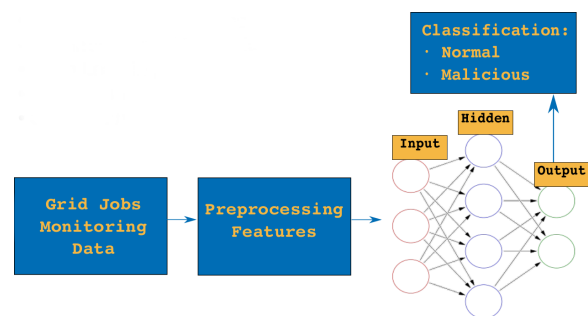 Classification:
· Normal
· Malicious
Hidden
Input
Output
Grid Jobs
Monitoring
Data
Preprocessing
Features